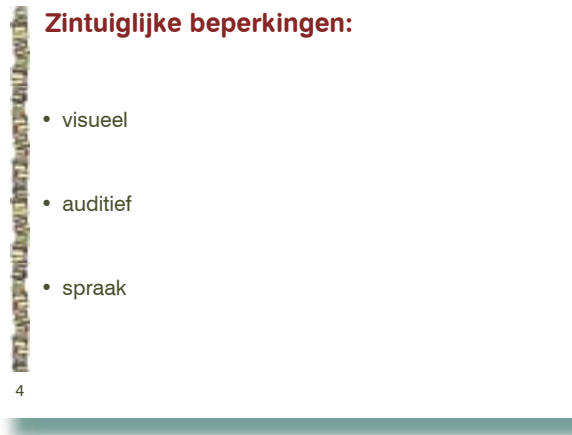 Zintuiglijke beperkingen:
• visueel
• auditief
• spraak
4